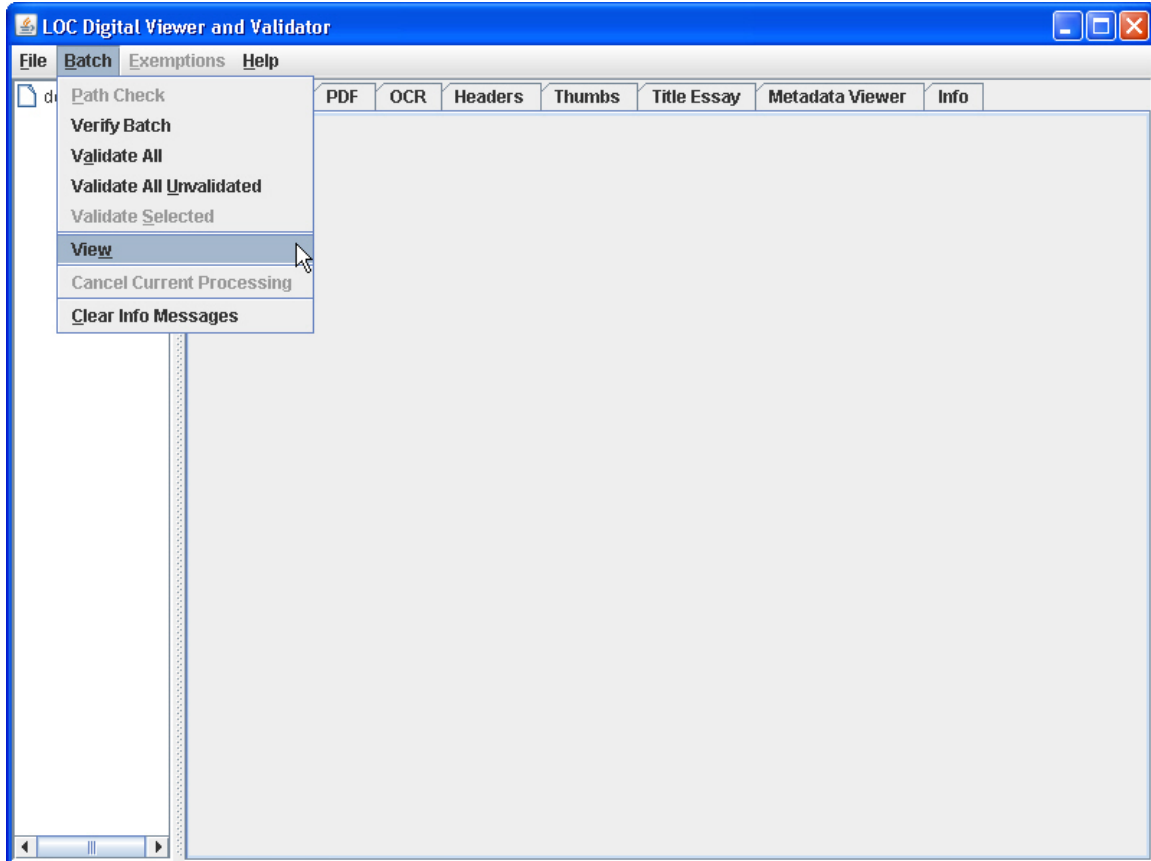 LOC Digital Viewer and Validator
File Batch Exemptions Help
Path Check
Verify Batch
Validate All
Validate All Unvalidated
Validate Selected
View
Cancel Current Processing
Clear Info Messages
PDF OCR Headers Thumbs Title Essay Metadata Viewer Info